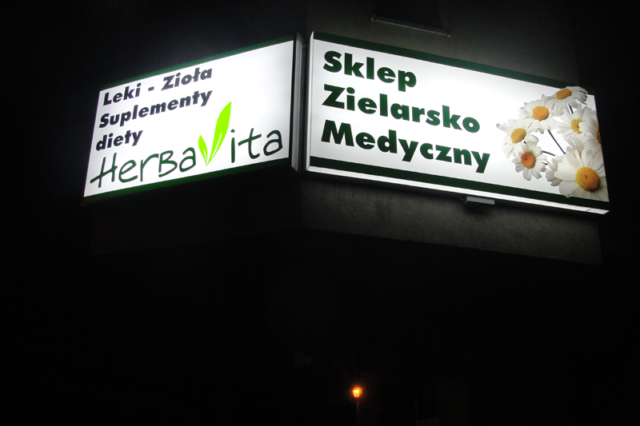 Leki - Zioła
Suplementy
diety
HerbaVita
Sklep
Zielarsko
Medyczny